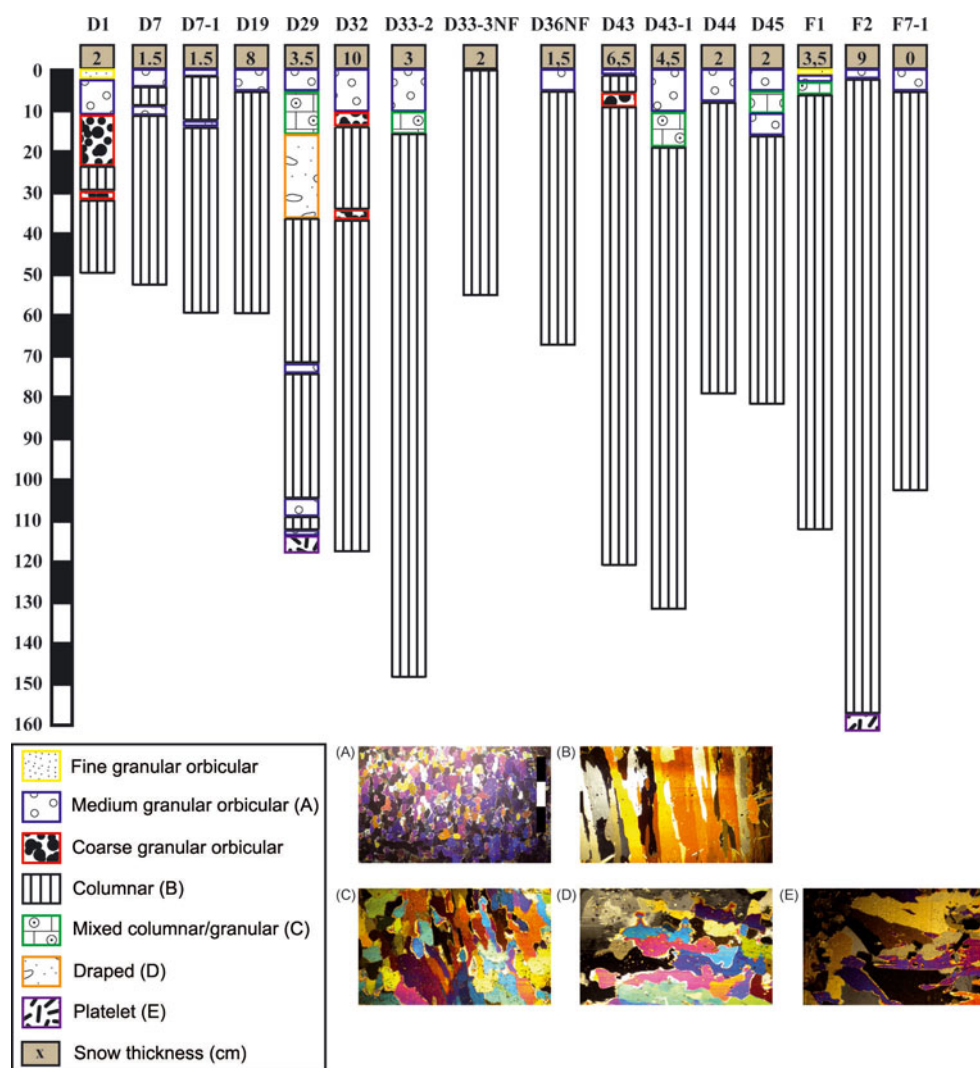 D1 D7 D7-1 D19 D29 D32 D33-2 D33-3NF D36NF D43 D43-1 D44 D45 F1 F2 F7-1
2 1.5 1.5 8 3.5 10 3 2 1,5 6,5 4,5 2 2 3,5 9 0
0
10
20
30
40
50
60
70
80
90
100
110
120
130
140
150
160
Fine granular orbicular
Medium granular orbicular (A)
Coarse granular orbicular
Columnar (B)
Mixed columnar/granular (C)
Draped (D)
Platelet (E)
x Snow thickness (cm)
(A) (B)
(C) (D) (E)